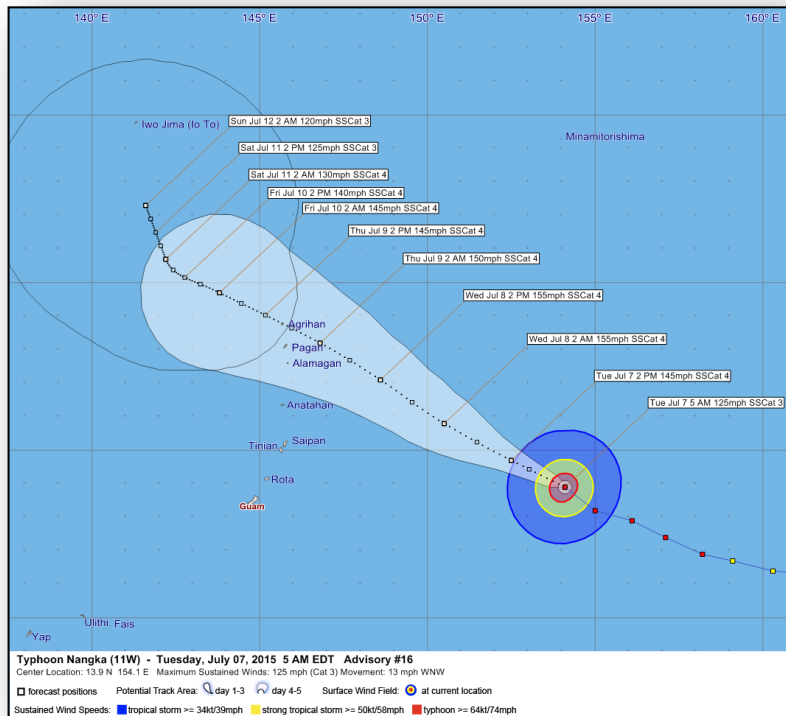 140° E 145° E 150° E 155° E 160° E
Sun Jul 12 2 AM 120mph SSCat 3
Iwo Jima (Io To)
Minamitorishima
Sat Jul 11 2 PM 125mph SSCat 3
Sat Jul 11 2 AM 130mph SSCat 4
Fri Jul 10 2 PM 140mph SSCat 4
Fri Jul 10 2 AM 145mph SSCat 4
Thu Jul 9 2 PM 145mph SSCat 4
Thu Jul 9 2 AM 150mph SSCat 4
Wed Jul 8 2 PM 155mph SSCat 4
Agrihan
Wed Jul 8 2 AM 155mph SSCat 4
Pagan
Alamagan
Tue Jul 7 2 PM 145mph SSCat 4
Tue Jul 7 5 AM 125mph SSCat 3
Anatahan
Saipan
Tinian
Rota
Guam
Ulithi Fais
Yap
Typhoon Nangka (11W) - Tuesday, July 07, 2015 5 AM EDT Advisory #16
Center Location: 13.9 N 154.1 E Maximum Sustained Winds: 125 mph (Cat 3) Movement: 13 mph WNW
forecast positions Potential Track Area: day 1-3 day 4-5 Surface Wind Field: at current location
Sustained Wind Speeds: tropical storm >= 34kt/39mph strong tropical storm >= 50kt/58mph typhoon >= 64kt/74mph